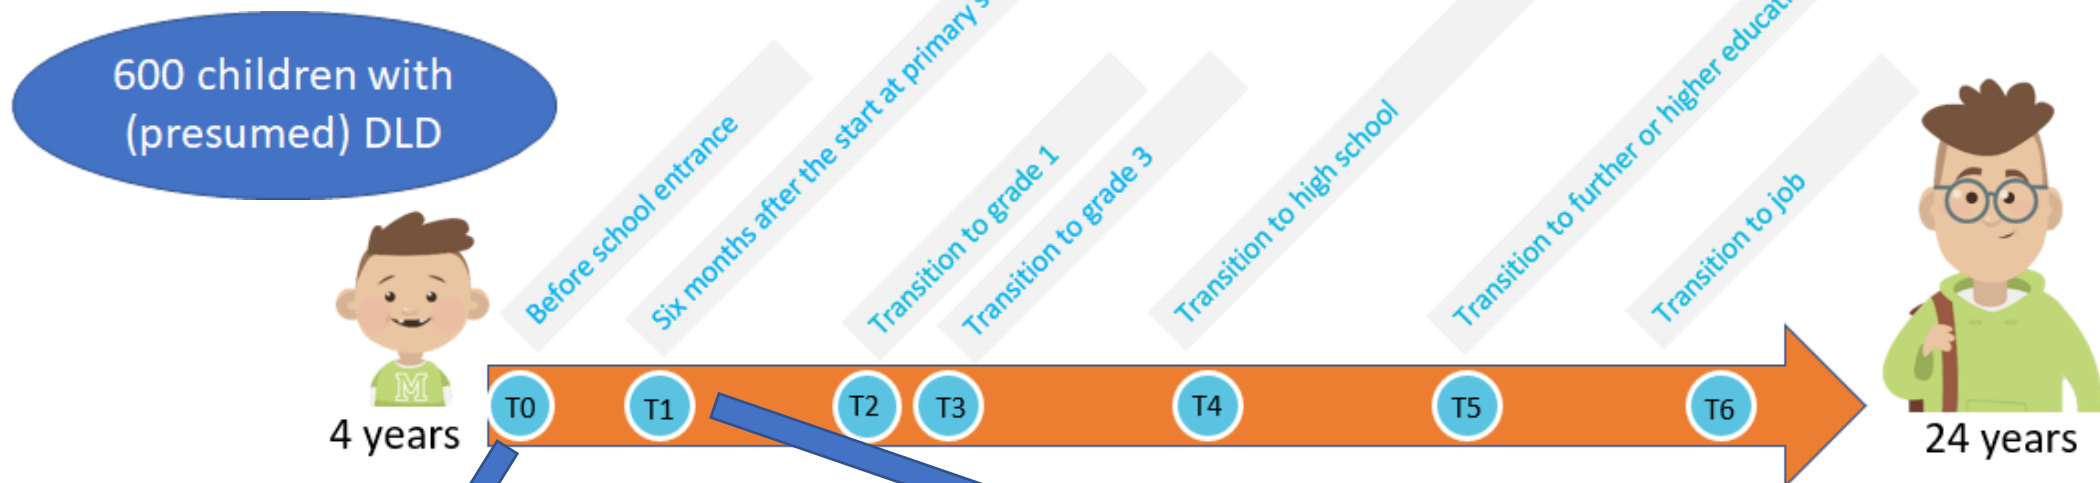 600 children with
(presumed) DLD
Before school entrance
Six months after the start at primary
Transition to grade 1
Transition to grade 3
Transition to high school
Transition to further or higher
Transition to job
M
T0
T1
T2
T3
T4
T5
T6
4 years
24 years